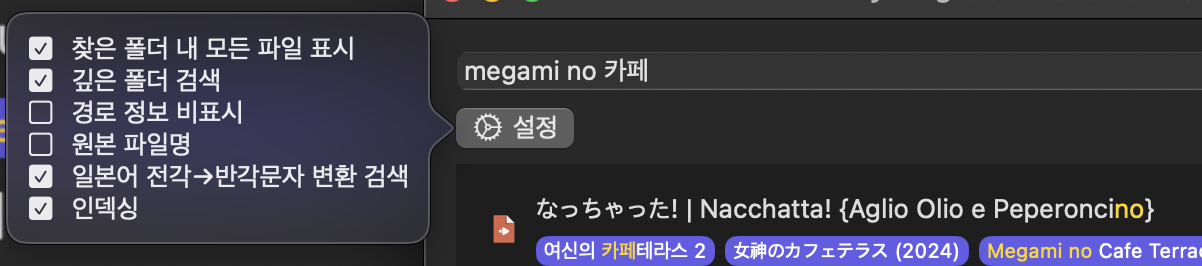 찾은 폴더 내 모든 파일 표시
깊은 폴더 검색
경로 정보 비표시
원본 파일명
일본어 전각→반각문자 변환 검색
인덱싱
megami no 카페
설정
なっちゃった! | Nacchatta! {Aglio Olio e Peperoncino}
여신의 카페테라스 2 女神のカフェテラス (2024) Megami no Cafe Terrac